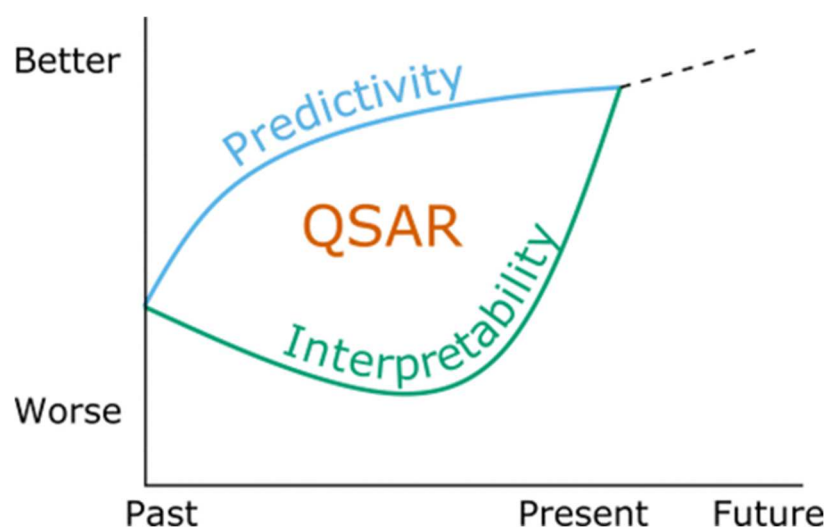 Better
Predictivity
QSAR
Interpretability
Worse
Past
Present
Future